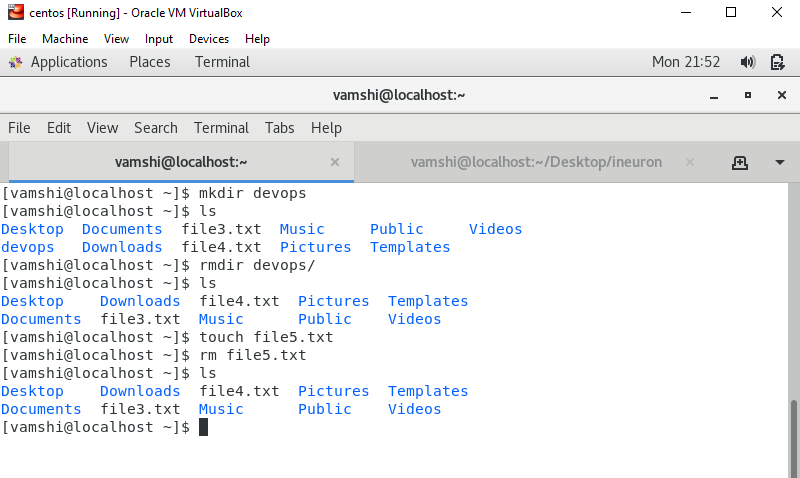 centos [Running] - Oracle VM VirtualBox
File Machine View Input Devices Help
Applications Places Terminal Mon 21:52
vamshi@localhost:~
File Edit View Search Terminal Tabs Help
vamshi@localhost:~ × vamshi@localhost:~/Desktop/ineuron ×
[vamshi@localhost ~]$ mkdir devops
[vamshi@localhost ~]$ ls
Desktop  Documents  file3.txt  Music     Public     Videos
devops   Downloads  file4.txt  Pictures  Templates
[vamshi@localhost ~]$ rmdir devops/
[vamshi@localhost ~]$ ls
Desktop    Downloads  file4.txt  Pictures  Templates
Documents  file3.txt  Music      Public    Videos
[vamshi@localhost ~]$ touch file5.txt
[vamshi@localhost ~]$ rm file5.txt
[vamshi@localhost ~]$ ls
Desktop    Downloads  file4.txt  Pictures  Templates
Documents  file3.txt  Music      Public    Videos
[vamshi@localhost ~]$